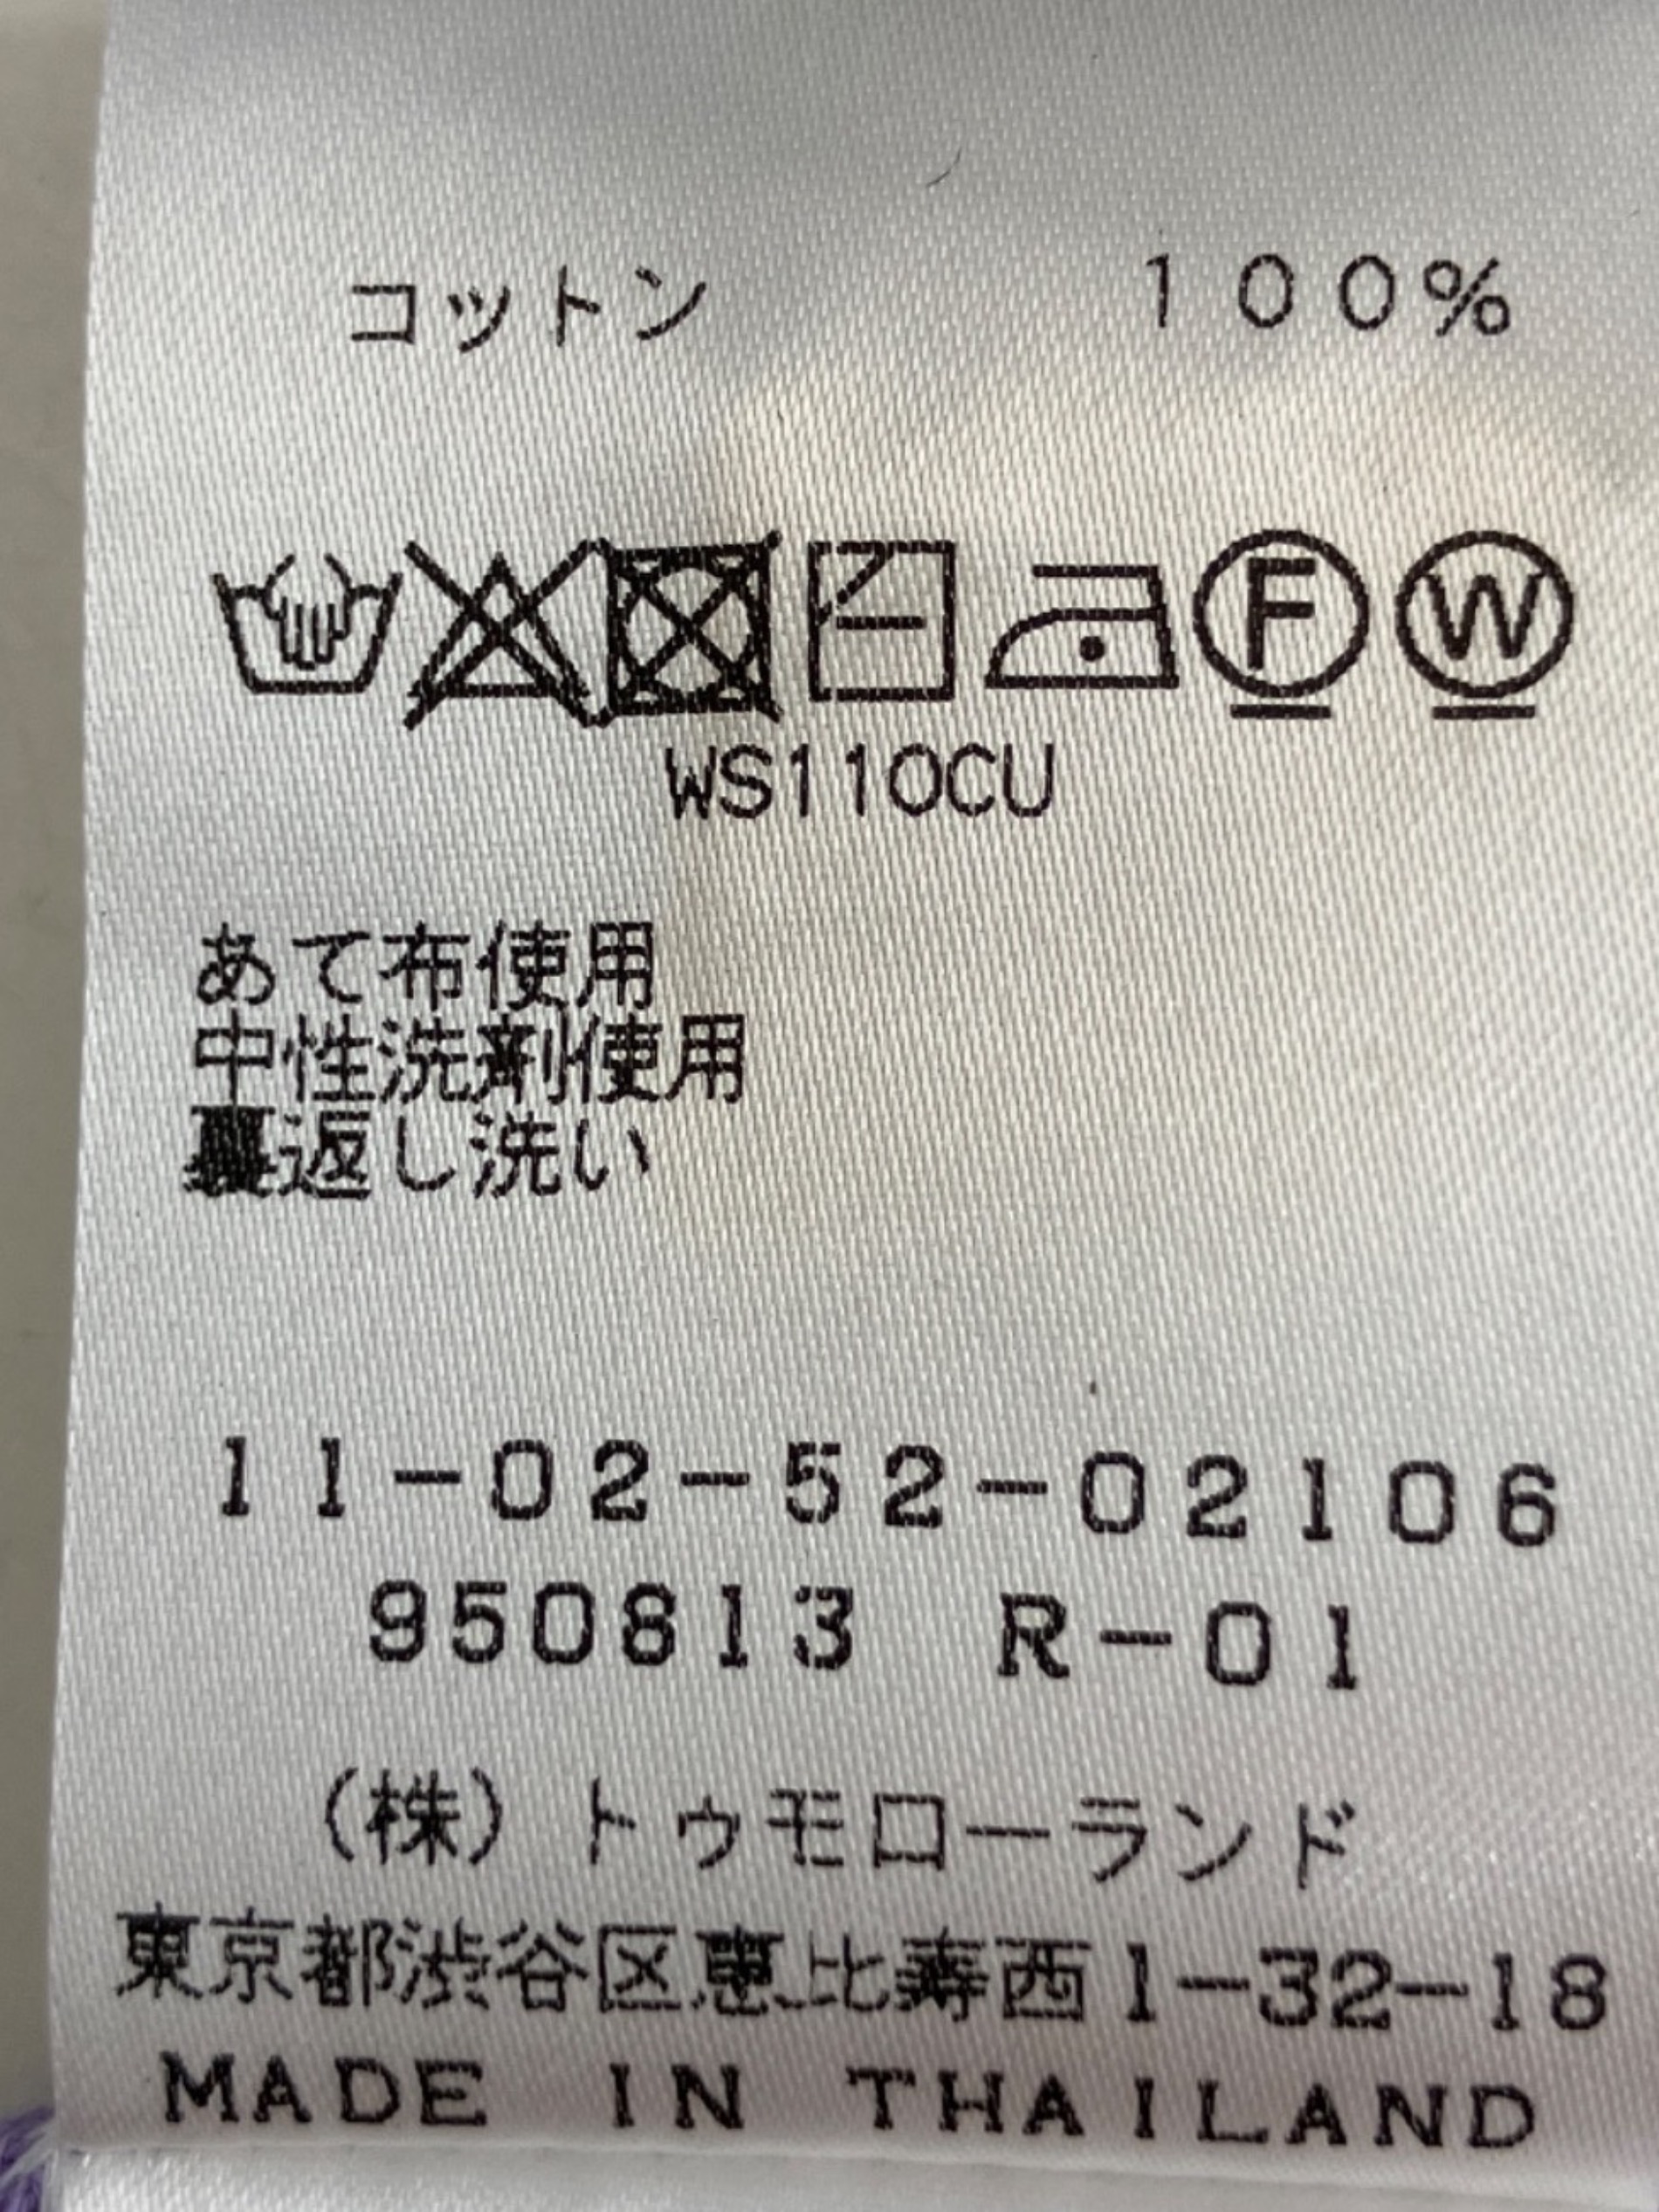 コットン 100%
F W
WS110CU
あて布使用
中性洗剤使用
裏返し洗い
11-02-52-02106
950813 R-01
(株)トゥモローランド
東京都渋谷区恵比寿西1-32-18
MADE IN THAILAND